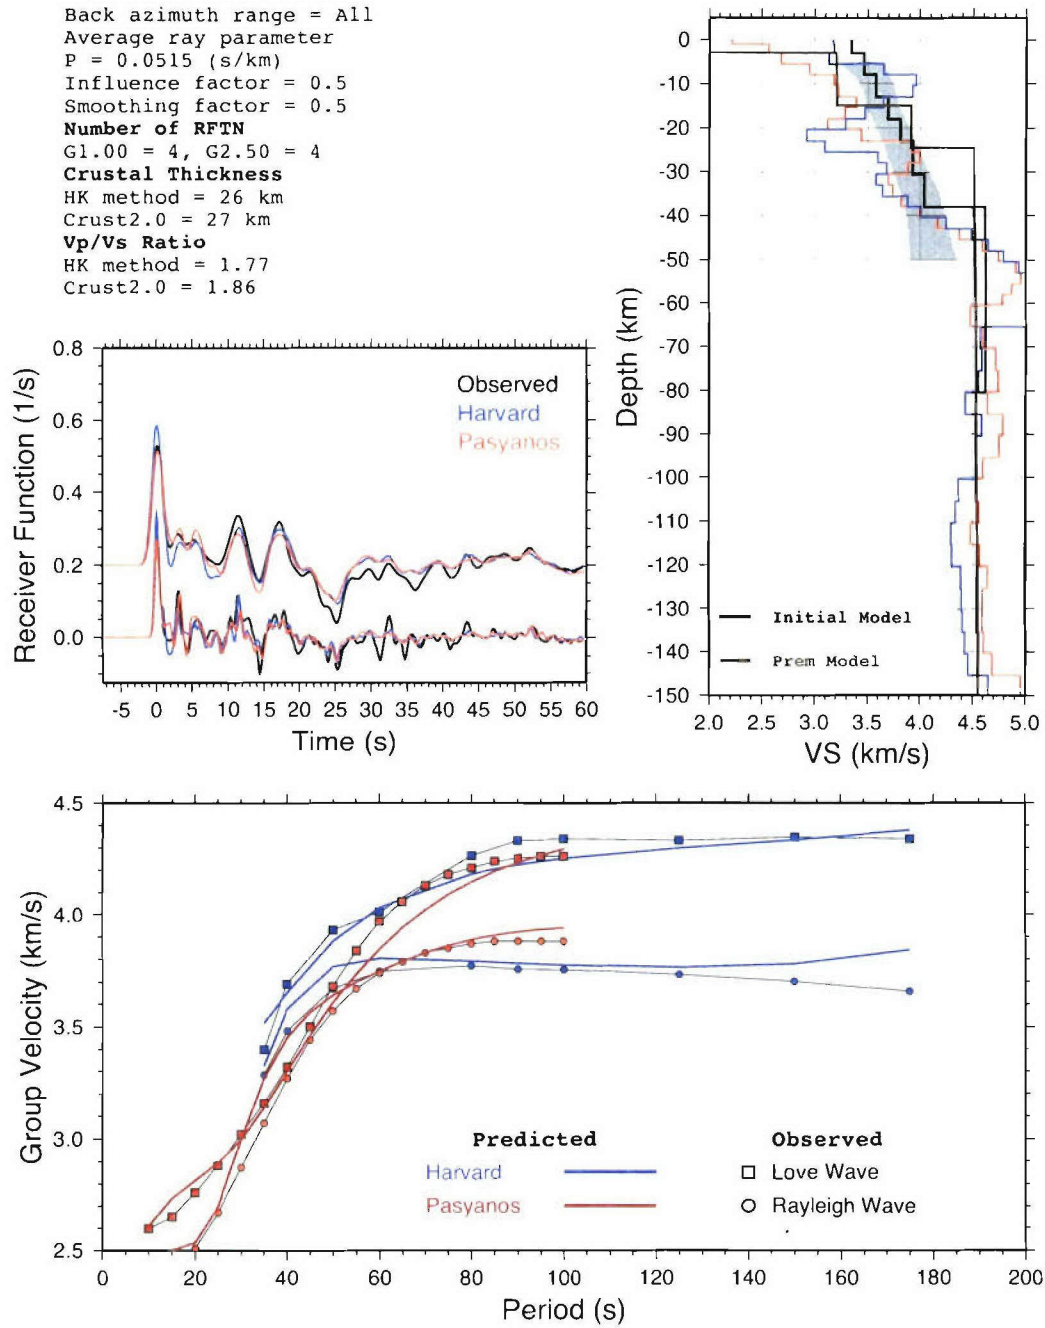 Back azimuth range = All
Average ray parameter
P = 0.0515 (s/km)
Influence factor = 0.5
Smoothing factor = 0.5
Number of RFTN
G1.00 = 4, G2.50 = 4
Crustal Thickness
HK method = 26 km
Crust2.0 = 27 km
Vp/Vs Ratio
HK method = 1.77
Crust2.0 = 1.86
0.8
0.6
0.4
0.2
0.0
Receiver Function (1/s)
Observed
Harvard
Pasyanos
-5 0 5 10 15 20 25 30 35 40 45 50 55 60
Time (s)
0
-10
-20
-30
-40
-50
-60
-70
-80
-90
-100
-110
-120
-130
-140
-150
Depth (km)
Initial Model
Prem Model
2.0 2.5 3.0 3.5 4.0 4.5 5.0
VS (km/s)
4.5
4.0
3.5
3.0
2.5
Group Velocity (km/s)
Predicted Observed
Harvard Love Wave
Pasyanos Rayleigh Wave
0 20 40 60 80 100 120 140 160 180 200
Period (s)